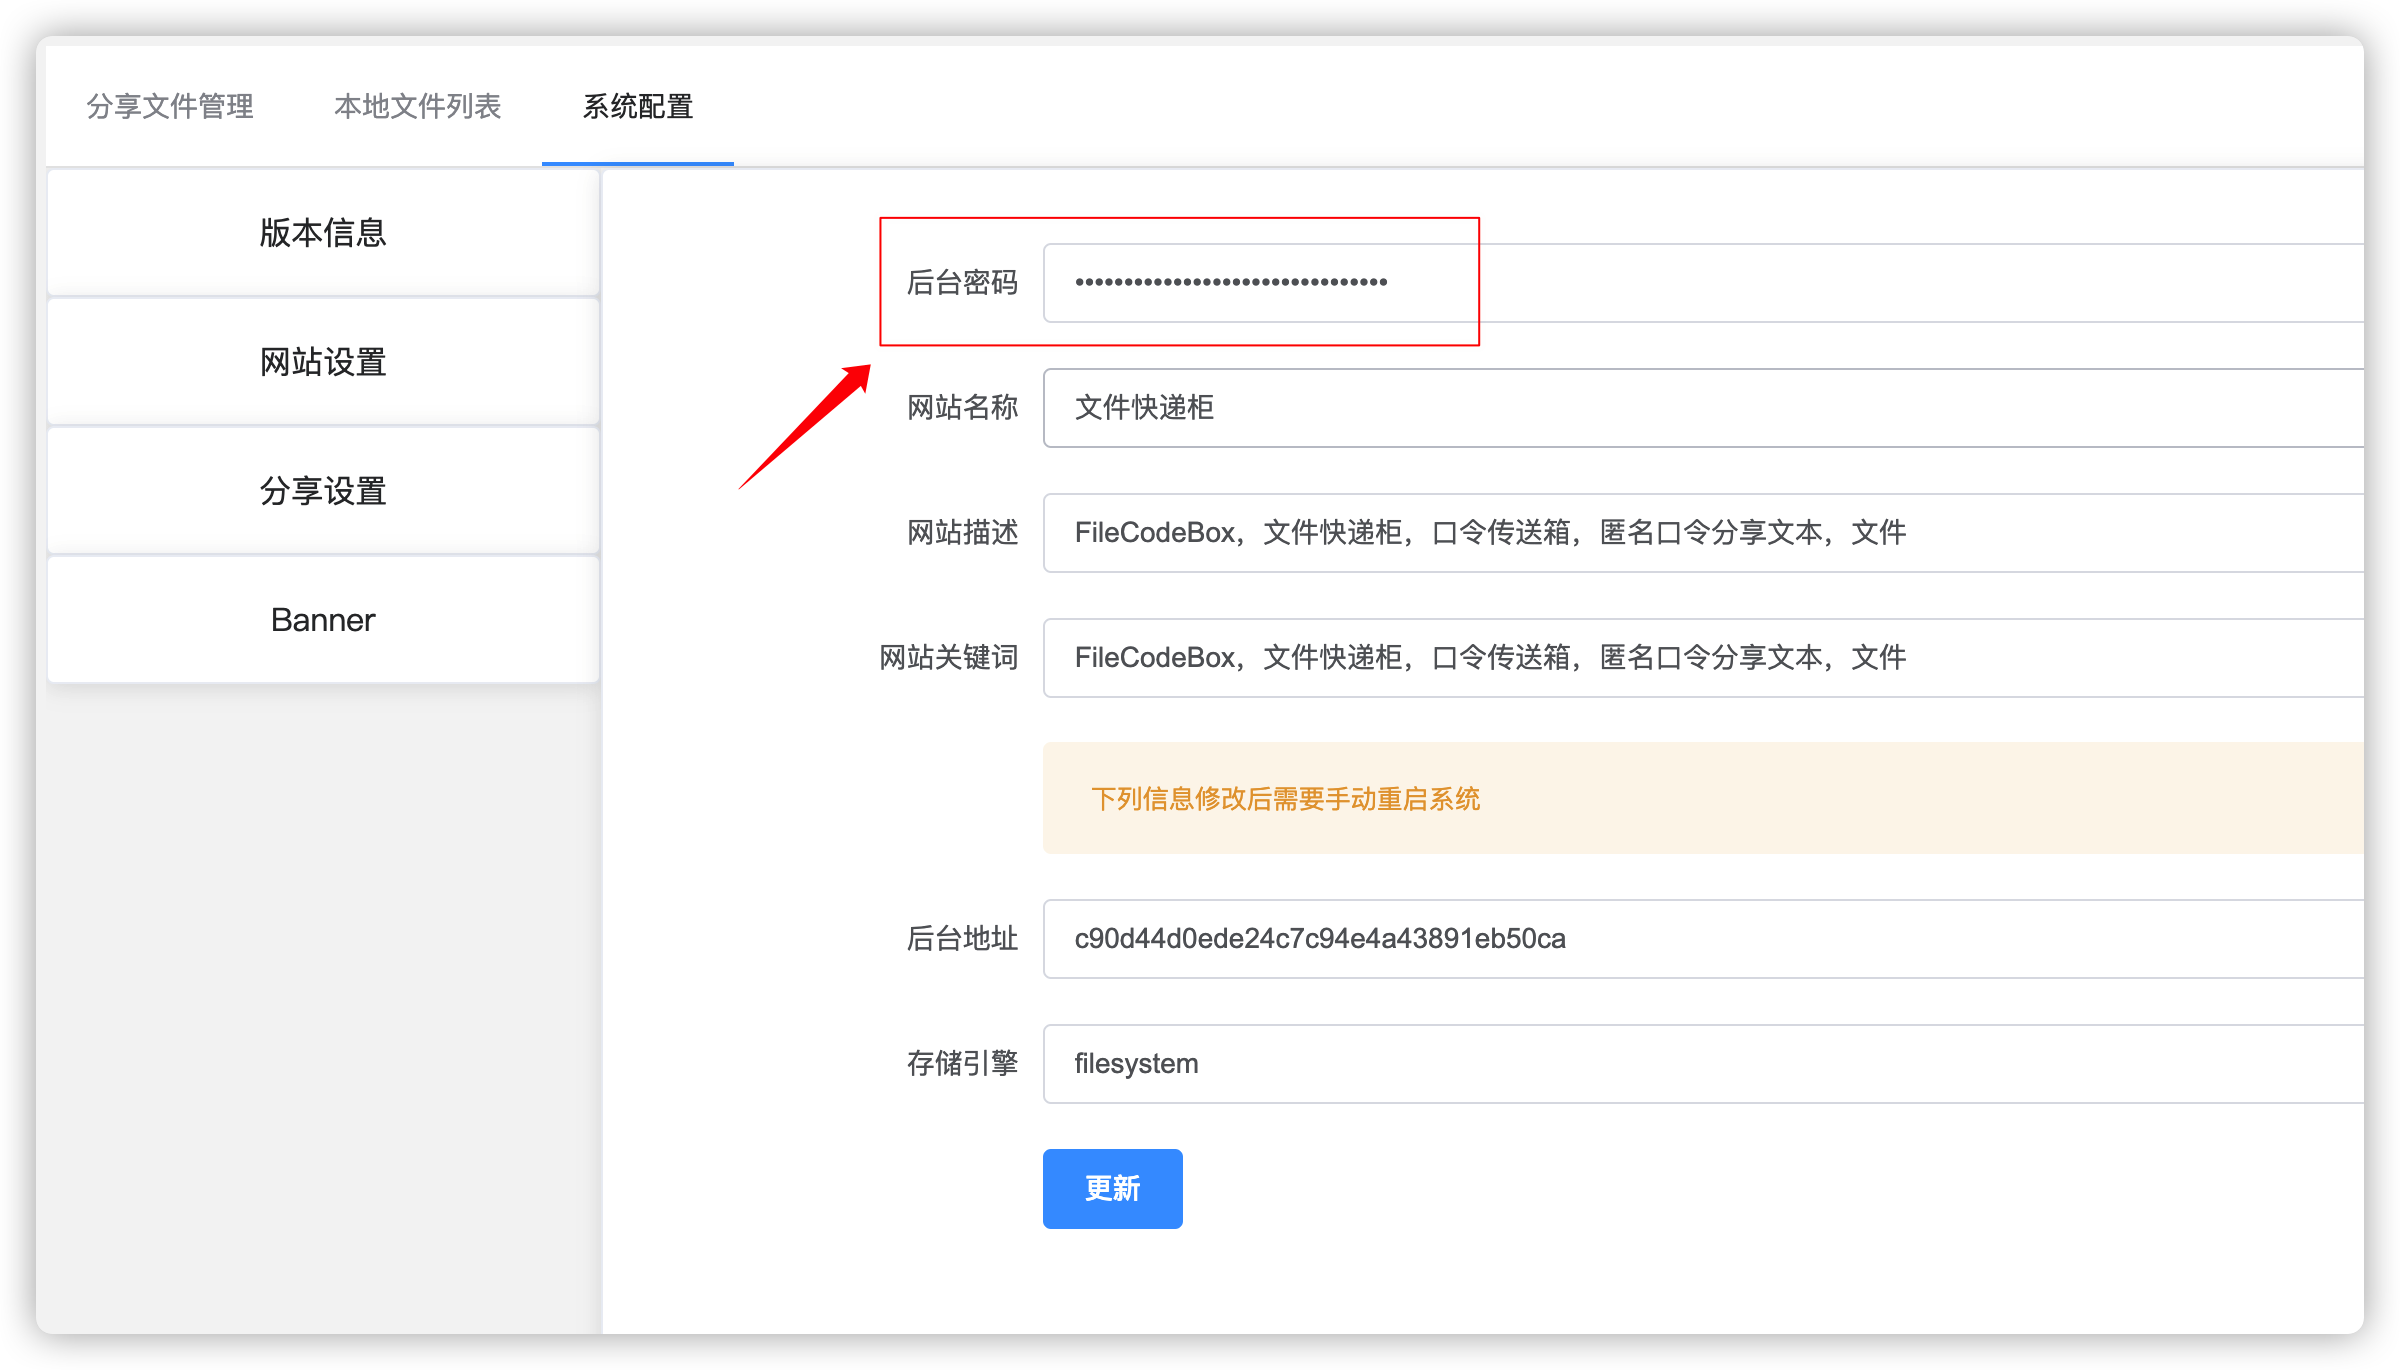 分享文件管理 本地文件列表 系统配置
版本信息
网站设置
分享设置
Banner
后台密码 ••••••••••••••••••••••••••••••••
网站名称 文件快递柜
网站描述 FileCodeBox，文件快递柜，口令传送箱，匿名口令分享文本，文件
网站关键词 FileCodeBox，文件快递柜，口令传送箱，匿名口令分享文本，文件
下列信息修改后需要手动重启系统
后台地址 c90d44d0ede24c7c94e4a43891eb50ca
存储引擎 filesystem
更新